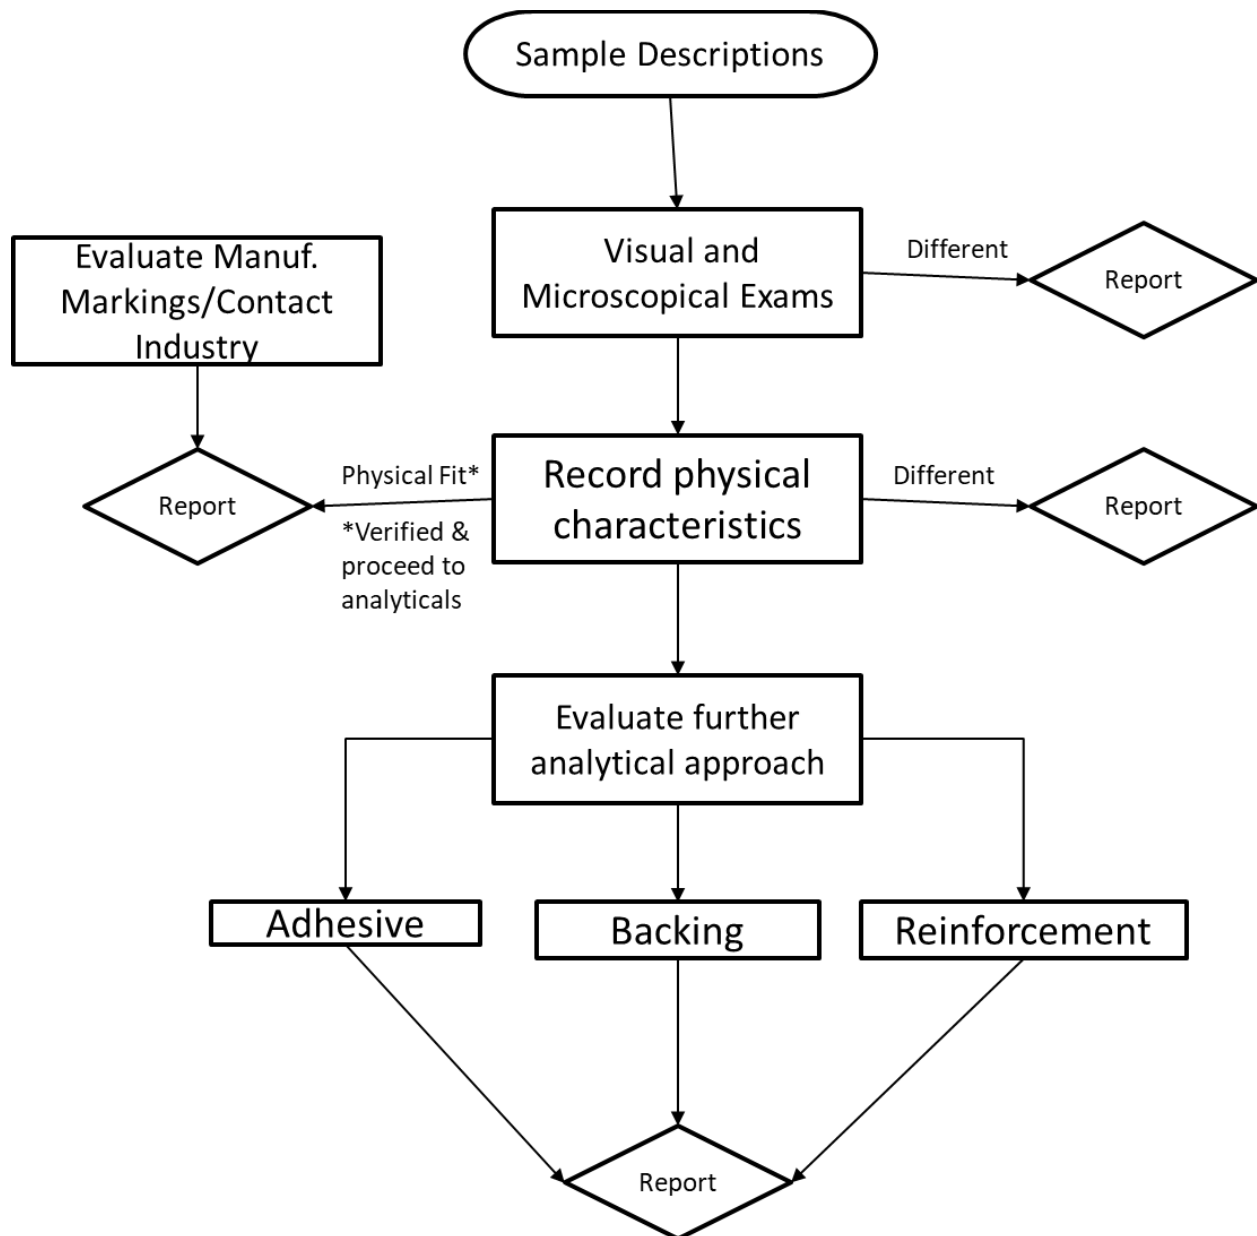 Sample Descriptions
Evaluate Manuf.
Markings/Contact
Industry
Visual and
Microscopical Exams
Different
Report
Report
Physical Fit*
*Verified &
proceed to
analyticals
Record physical
characteristics
Different
Report
Evaluate further
analytical approach
Adhesive
Backing
Reinforcement
Report